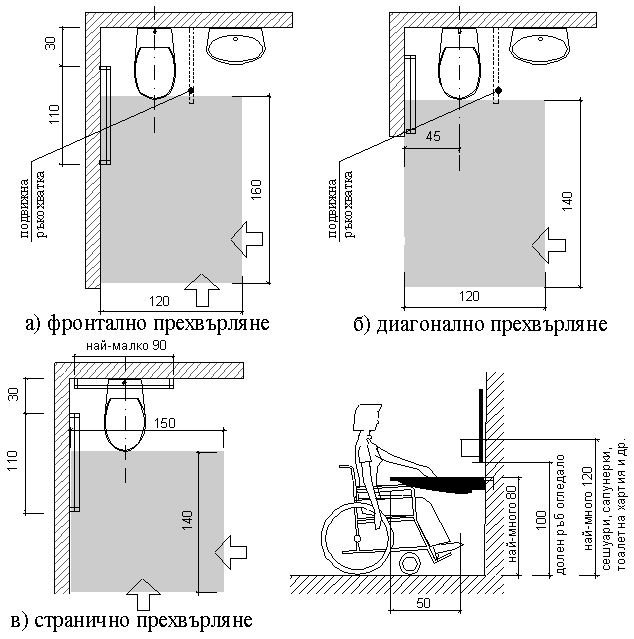 30
110
подвижна
ръкохватка
160
120
а) фронтално прехвърляне
45
подвижна
ръкохватка
140
120
б) диагонално прехвърляне
най-малко 90
30
110
150
140
в) странично прехвърляне
50
най-много 80
100
долен ръб огледало
най-много 120
сешуари, сапунерки,
тоалетна хартия и др.